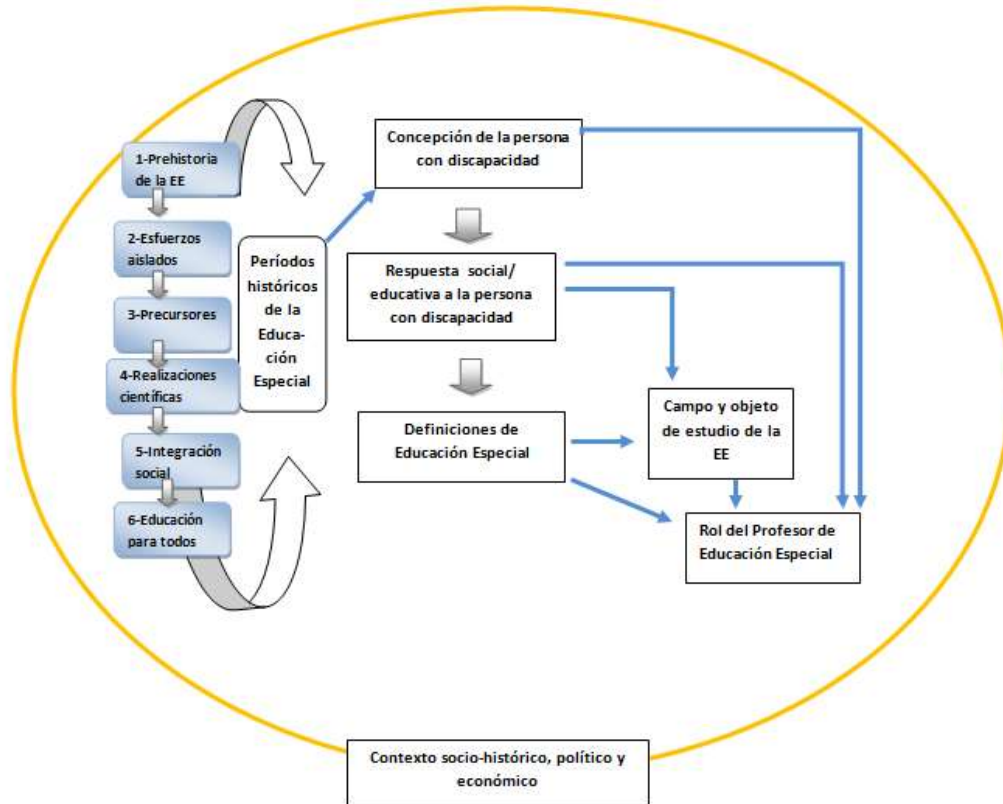 1-Prehistoria
de la EE
2-Esfuerzos
aislados
3-Precursores
4-Realizaciones
científicas
5-Integración
social
6-Educación
para todos
Períodos
históricos
de la
Educa-
ción
Especial
Concepción de la persona
con discapacidad
Respuesta social/
educativa a la persona
con discapacidad
Definiciones de
Educación Especial
Campo y objeto
de estudio de la
EE
Rol del Profesor de
Educación Especial
Contexto socio-histórico, político y
económico